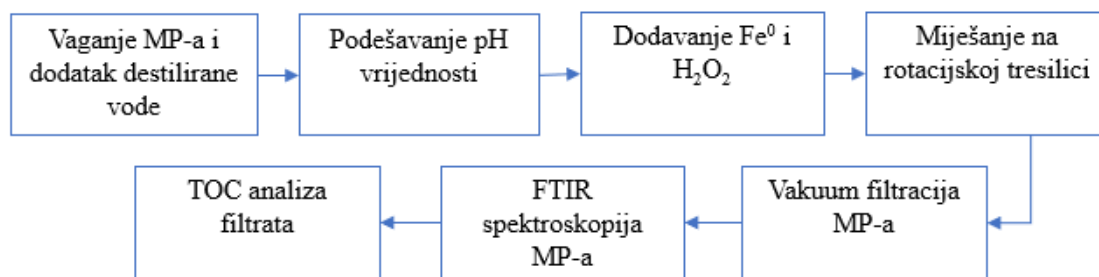 Vaganje MP-a i
dodatak destilirane
vode
Podešavanje pH
vrijednosti
Dodavanje Fe⁰ i
H₂O₂
Miješanje na
rotacijskoj tresilici
Vakuum filtracija
MP-a
FTIR
spektroskopija
MP-a
TOC analiza
filtrata